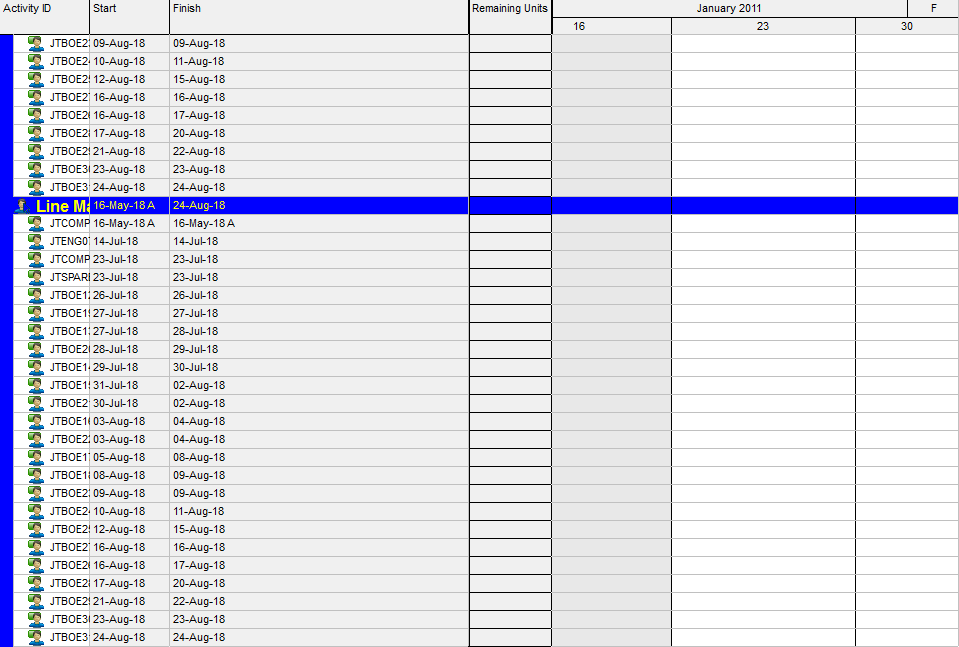 Activity ID Start Finish Remaining Units January 2011 F
16 23 30
JTBOE2 09-Aug-18 09-Aug-18
JTBOE2 10-Aug-18 11-Aug-18
JTBOE2 12-Aug-18 15-Aug-18
JTBOE2 16-Aug-18 16-Aug-18
JTBOE2 16-Aug-18 17-Aug-18
JTBOE2 17-Aug-18 20-Aug-18
JTBOE2 21-Aug-18 22-Aug-18
JTBOE3 23-Aug-18 23-Aug-18
JTBOE3 24-Aug-18 24-Aug-18
Line Ma 16-May-18 A 24-Aug-18
JTCOMP 16-May-18 A 16-May-18 A
JTENG0 14-Jul-18 14-Jul-18
JTCOMP 23-Jul-18 23-Jul-18
JTSPAR 23-Jul-18 23-Jul-18
JTBOE1 26-Jul-18 26-Jul-18
JTBOE1 27-Jul-18 27-Jul-18
JTBOE1 27-Jul-18 28-Jul-18
JTBOE2 28-Jul-18 29-Jul-18
JTBOE1 29-Jul-18 30-Jul-18
JTBOE1 31-Jul-18 02-Aug-18
JTBOE2 30-Jul-18 02-Aug-18
JTBOE1 03-Aug-18 04-Aug-18
JTBOE2 03-Aug-18 04-Aug-18
JTBOE1 05-Aug-18 08-Aug-18
JTBOE1 08-Aug-18 09-Aug-18
JTBOE2 09-Aug-18 09-Aug-18
JTBOE2 10-Aug-18 11-Aug-18
JTBOE2 12-Aug-18 15-Aug-18
JTBOE2 16-Aug-18 16-Aug-18
JTBOE2 16-Aug-18 17-Aug-18
JTBOE2 17-Aug-18 20-Aug-18
JTBOE2 21-Aug-18 22-Aug-18
JTBOE3 23-Aug-18 23-Aug-18
JTBOE3 24-Aug-18 24-Aug-18